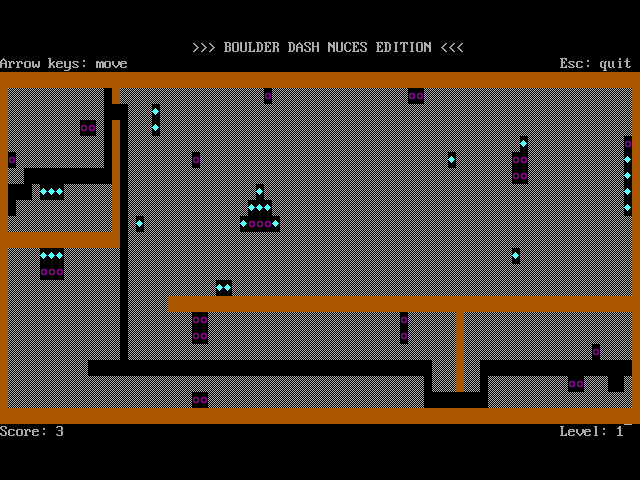 >>> BOULDER DASH NUCES EDITION <<<
Arrow keys: move Esc: quit
Score: 3 Level: 1